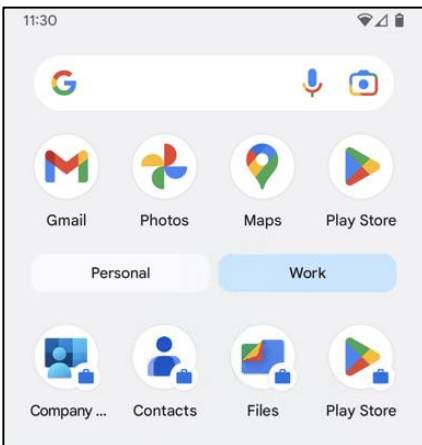 11:30
Gmail Photos Maps Play Store
Personal Work
Company ... Contacts Files Play Store